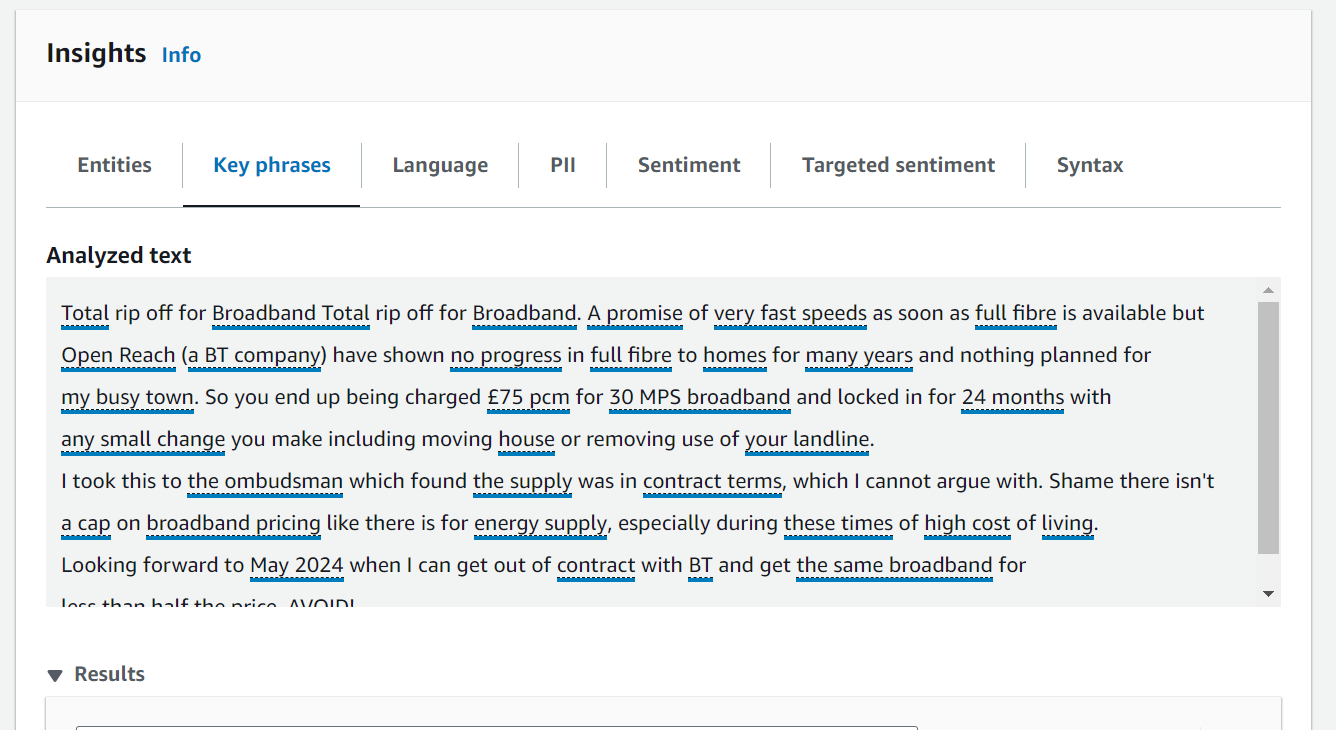 Insights Info
Entities Key phrases Language PII Sentiment Targeted sentiment Syntax
Analyzed text
Total rip off for Broadband Total rip off for Broadband. A promise of very fast speeds as soon as full fibre is available but
Open Reach (a BT company) have shown no progress in full fibre to homes for many years and nothing planned for
my busy town. So you end up being charged £75 pcm for 30 MPS broadband and locked in for 24 months with
any small change you make including moving house or removing use of your landline.
I took this to the ombudsman which found the supply was in contract terms, which I cannot argue with. Shame there isn't
a cap on broadband pricing like there is for energy supply, especially during these times of high cost of living.
Looking forward to May 2024 when I can get out of contract with BT and get the same broadband for
less than half the price. AVOID!
Results